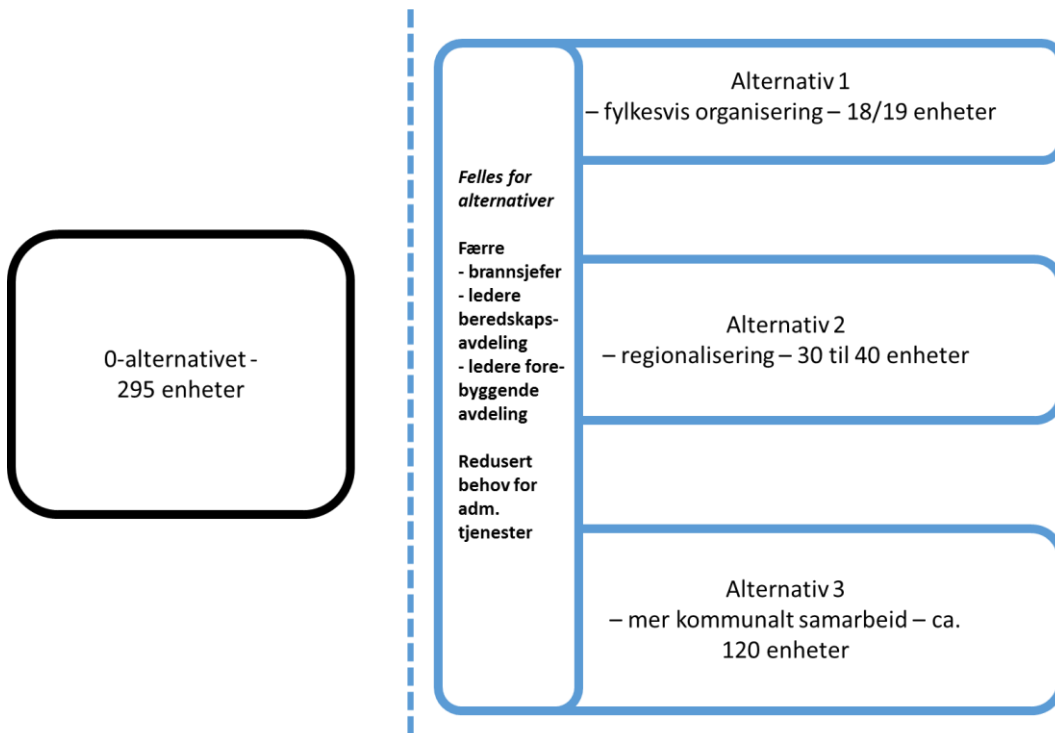 0-alternativet -
295 enheter
Felles for
alternativer
Færre
- brannsjefer
- ledere
beredskaps-
avdeling
- ledere fore-
byggende
avdeling
Redusert
behov for
adm.
tjenester
Alternativ 1
– fylkesvis organisering – 18/19 enheter
Alternativ 2
– regionalisering – 30 til 40 enheter
Alternativ 3
– mer kommunalt samarbeid – ca.
120 enheter